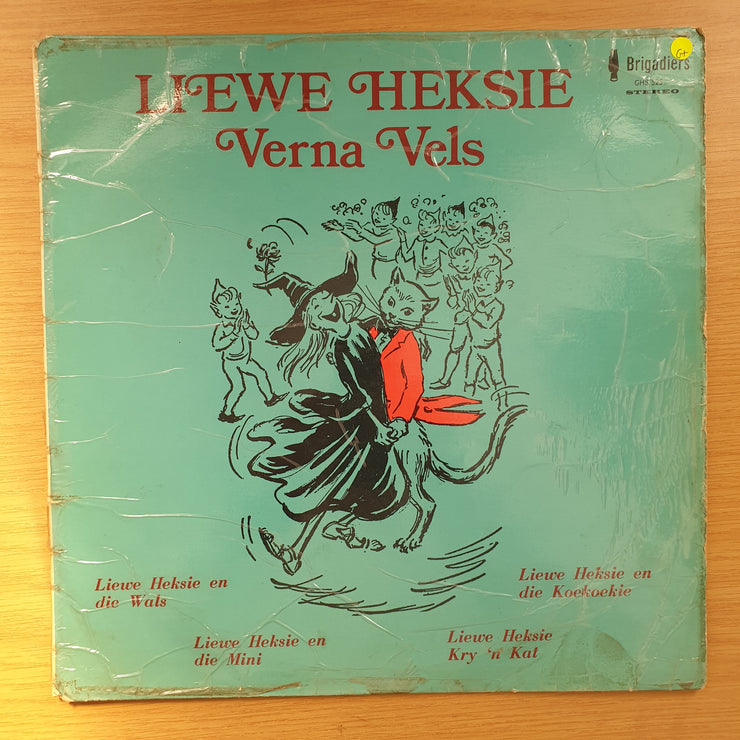 LIEWE HEKSIE
Verna Vels
G+
Brigadiers
STEREO
Liewe Heksie en
die Wals
Liewe Heksie en
die Mini
Liewe Heksie
Kry 'n Kat
Liewe Heksie en
die Koekoekie